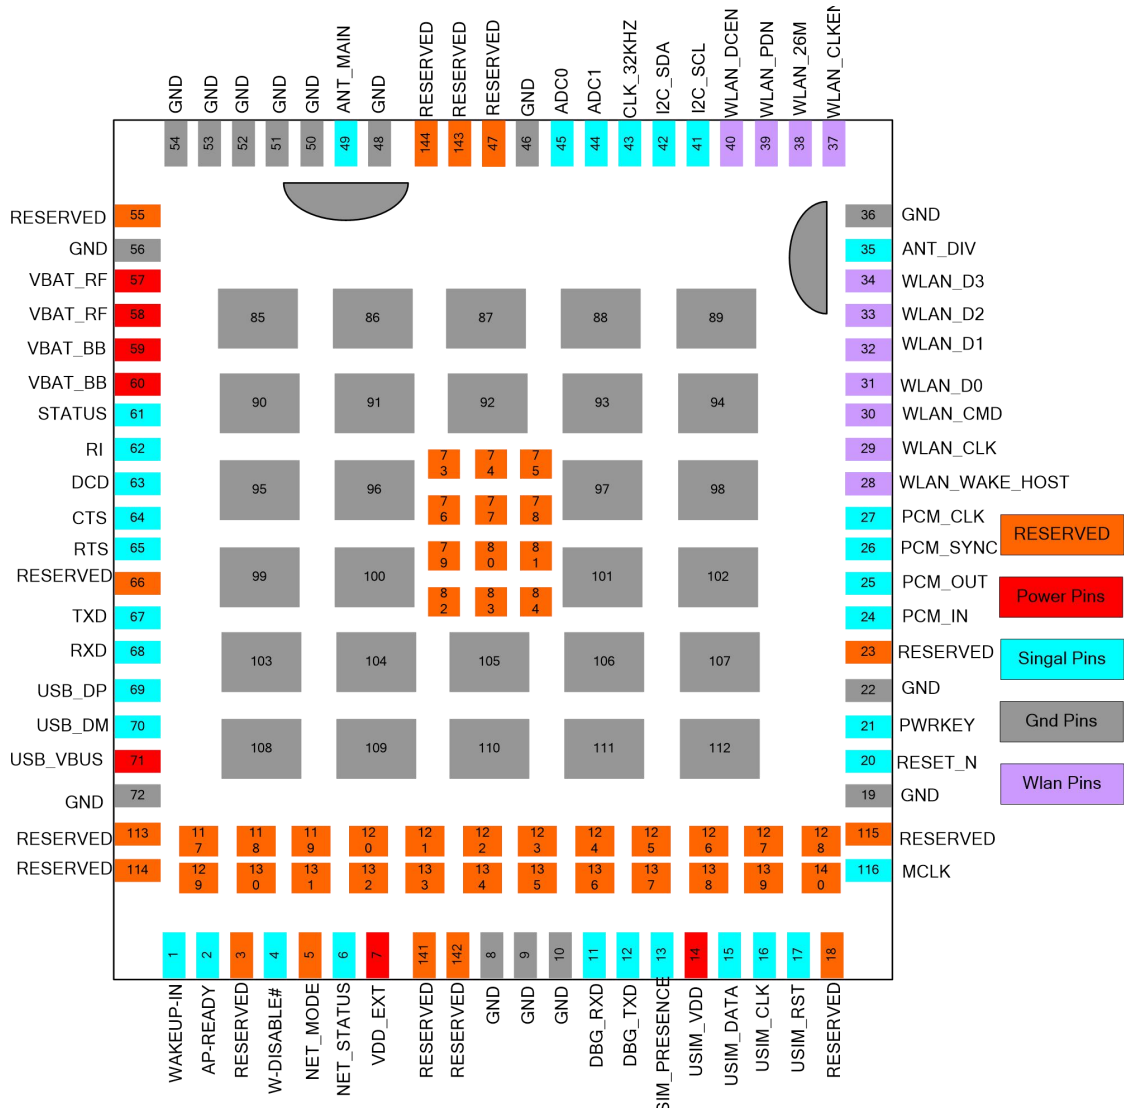 GND
GND
GND
GND
GND
ANT_MAIN
GND
RESERVED
RESERVED
RESERVED
GND
ADC0
ADC1
CLK_32KHZ
I2C_SDA
I2C_SCL
WLAN_DCEN
WLAN_PDN
WLAN_26M
WLAN_CLKEN
54 53 52 51 50 49 48 144 143 47 46 45 44 43 42 41 40 39 38 37
RESERVED 55
36 GND
GND 56
35 ANT_DIV
VBAT_RF 57
34 WLAN_D3
VBAT_RF 58
33 WLAN_D2
VBAT_BB 59
32 WLAN_D1
VBAT_BB 60
31 WLAN_D0
STATUS 61
30 WLAN_CMD
RI 62
29 WLAN_CLK
DCD 63
28 WLAN_WAKE_HOST
CTS 64
27 PCM_CLK
RTS 65
26 PCM_SYNC
RESERVED 66
25 PCM_OUT
TXD 67
24 PCM_IN
RXD 68
23 RESERVED
USB_DP 69
22 GND
USB_DM 70
21 PWRKEY
USB_VBUS 71
20 RESET_N
GND 72
19 GND
RESERVED 113
115 RESERVED
RESERVED 114
116 MCLK
85 86 87 88 89
90 91 92 93 94
73 74 75
95 96 97 98
76 77 78
79 80 81
99 100 101 102
82 83 84
103 104 105 106 107
108 109 110 111 112
117 118 119 120 121 122 123 124 125 126 127 128
129 130 131 132 133 134 135 136 137 138 139 140
1 2 3 4 5 6 7 141 142 8 9 10 11 12 13 14 15 16 17 18
WAKEUP-IN
AP-READY
RESERVED
W-DISABLE#
NET_MODE
NET_STATUS
VDD_EXT
RESERVED
RESERVED
GND
GND
GND
DBG_RXD
DBG_TXD
SIM_PRESENCE
USIM_VDD
USIM_DATA
USIM_CLK
USIM_RST
RESERVED
RESERVED
Power Pins
Singal Pins
Gnd Pins
Wlan Pins